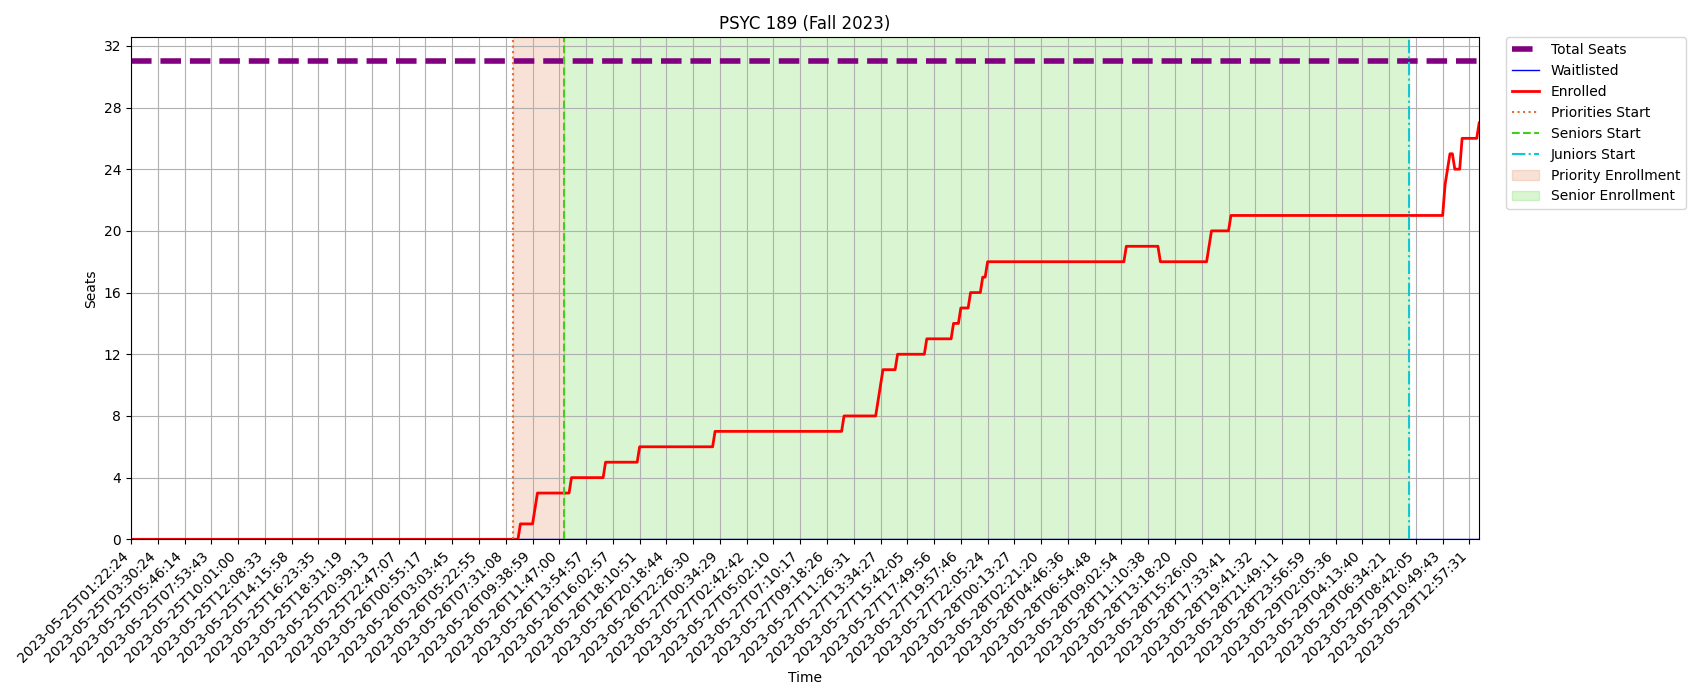 PSYC 189 (Fall 2023)
32
28
24
20
16
12
8
4
0
Seats
2023-05-25T01:22:24
2023-05-25T03:30:24
2023-05-25T05:46:14
2023-05-25T07:53:43
2023-05-25T10:01:00
2023-05-25T12:08:33
2023-05-25T14:15:58
2023-05-25T16:23:35
2023-05-25T18:31:19
2023-05-25T20:39:13
2023-05-25T22:47:07
2023-05-26T00:55:17
2023-05-26T03:03:45
2023-05-26T05:22:55
2023-05-26T07:31:08
2023-05-26T09:38:59
2023-05-26T11:47:00
2023-05-26T13:54:57
2023-05-26T16:02:57
2023-05-26T18:10:51
2023-05-26T20:18:44
2023-05-26T22:26:30
2023-05-27T00:34:29
2023-05-27T02:42:42
2023-05-27T05:02:10
2023-05-27T07:10:17
2023-05-27T09:18:26
2023-05-27T11:26:31
2023-05-27T13:34:27
2023-05-27T15:42:05
2023-05-27T17:49:56
2023-05-27T19:57:46
2023-05-27T22:05:24
2023-05-28T00:13:27
2023-05-28T02:21:20
2023-05-28T04:46:36
2023-05-28T06:54:48
2023-05-28T09:02:54
2023-05-28T11:10:38
2023-05-28T13:18:20
2023-05-28T15:26:00
2023-05-28T17:33:41
2023-05-28T19:41:32
2023-05-28T21:49:11
2023-05-28T23:56:59
2023-05-29T02:05:36
2023-05-29T04:13:40
2023-05-29T06:34:21
2023-05-29T08:42:05
2023-05-29T10:49:43
2023-05-29T12:57:31
Time
Total Seats
Waitlisted
Enrolled
Priorities Start
Seniors Start
Juniors Start
Priority Enrollment
Senior Enrollment